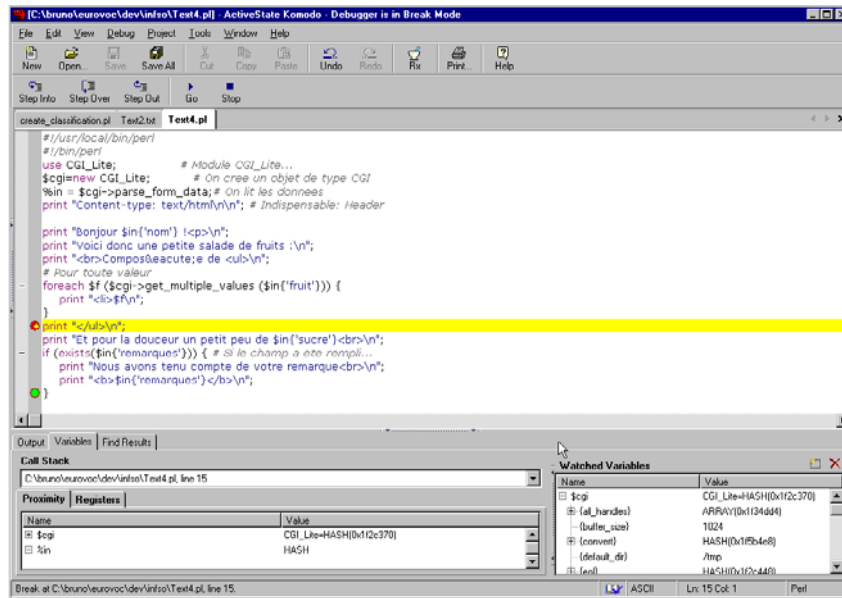 [C:\bruno\eurovoc\dev\infso\Text4.pl] - ActiveState Komodo - Debugger is in Break Mode
File Edit View Debug Project Tools Window Help
New Open... Save Save All Cut Copy Paste Undo Redo Rx Print... Help
Step Into Step Over Step Out Go Stop
create_classification.pl Text2.txt Text4.pl
#!/usr/local/bin/perl
#!/bin/perl
use CGI_Lite; # Module CGI_Lite...
$cgi=new CGI_Lite; # On cree un objet de type CGI
%in = $cgi->parse_form_data; # On lit les donnees
print "Content-type: text/html\n\n"; # Indispensable: Header
print "Bonjour $in{'nom'} !<p>\n";
print "Voici donc une petite salade de fruits :\n";
print "<br>Compos&eacute;e de <ul>\n";
# Pour toute valeur
foreach $f ($cgi->get_multiple_values ($in{'fruit'})) {
print "<li>$f\n";
}
print "</ul>\n";
print "Et pour la douceur un petit peu de $in{'sucre'}<br>\n";
if (exists($in{'remarques'})) { # Si le champ a ete rempli...
print "Nous avons tenu compte de votre remarque<br>\n";
print "<b>$in{'remarques'}</b>\n";
}
Output Variables Find Results
Call Stack
C:\bruno\eurovoc\dev\infso\Text4.pl, line 15
Proximity Registers
Name Value
$cgi CGI_Lite=HASH(0x1f2c370)
%in HASH
Watched Variables
Name Value
$cgi CGI_Lite=HASH(0x1f2c370)
{all_handles} ARRAY(0x1f34dd4)
{buffer_size} 1024
{convert} HASH(0x1f5b4e8)
{default_dir} /tmp
{eol} HASH(0x1f2c448)
Break at C:\bruno\eurovoc\dev\infso\Text4.pl, line 15. ASCII Ln: 15 Col: 1 Perl